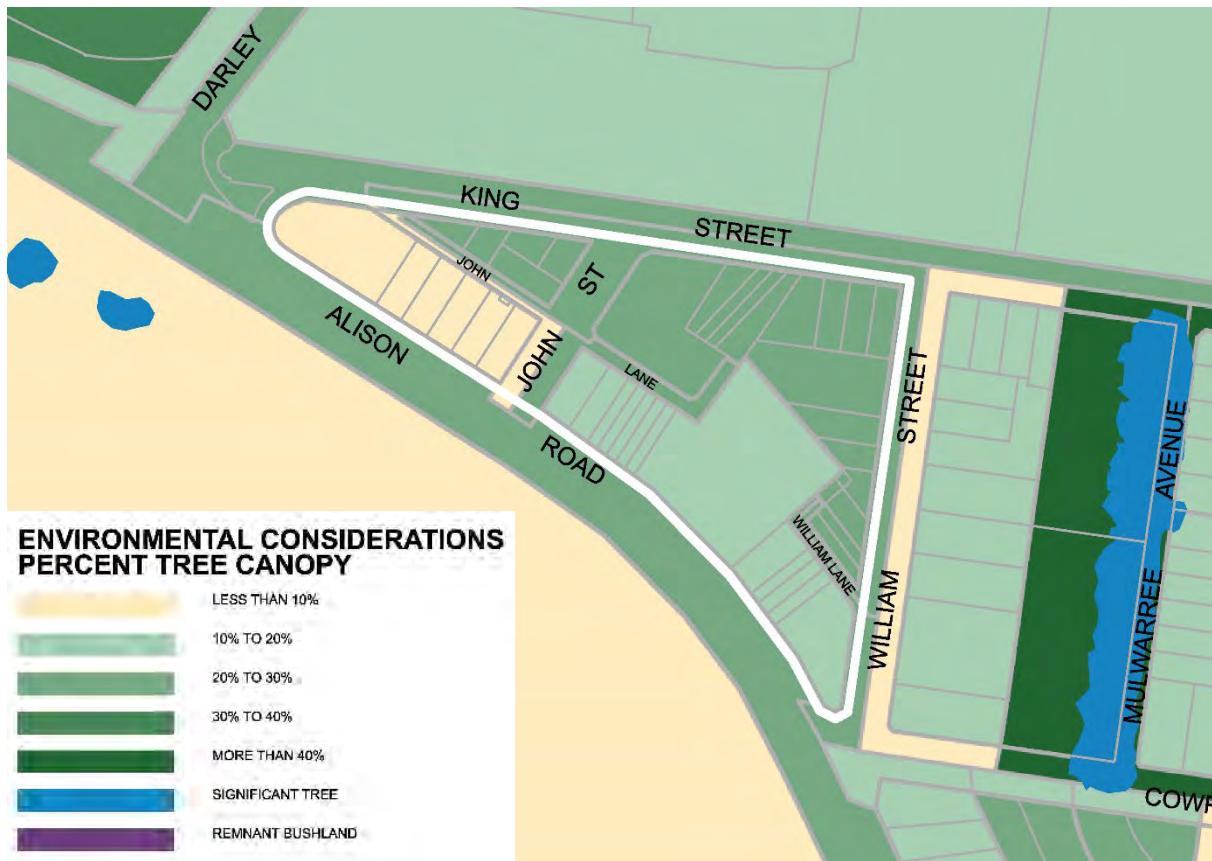 DARLEY
KING
STREET
JOHN
ST
ALISON
JOHN
LANE
ROAD
STREET
AVENUE
WILLIAM LANE
WILLIAM
MULWARREE
ENVIRONMENTAL CONSIDERATIONS
PERCENT TREE CANOPY
LESS THAN 10%
10% TO 20%
20% TO 30%
30% TO 40%
MORE THAN 40%
SIGNIFICANT TREE
REMNANT BUSHLAND